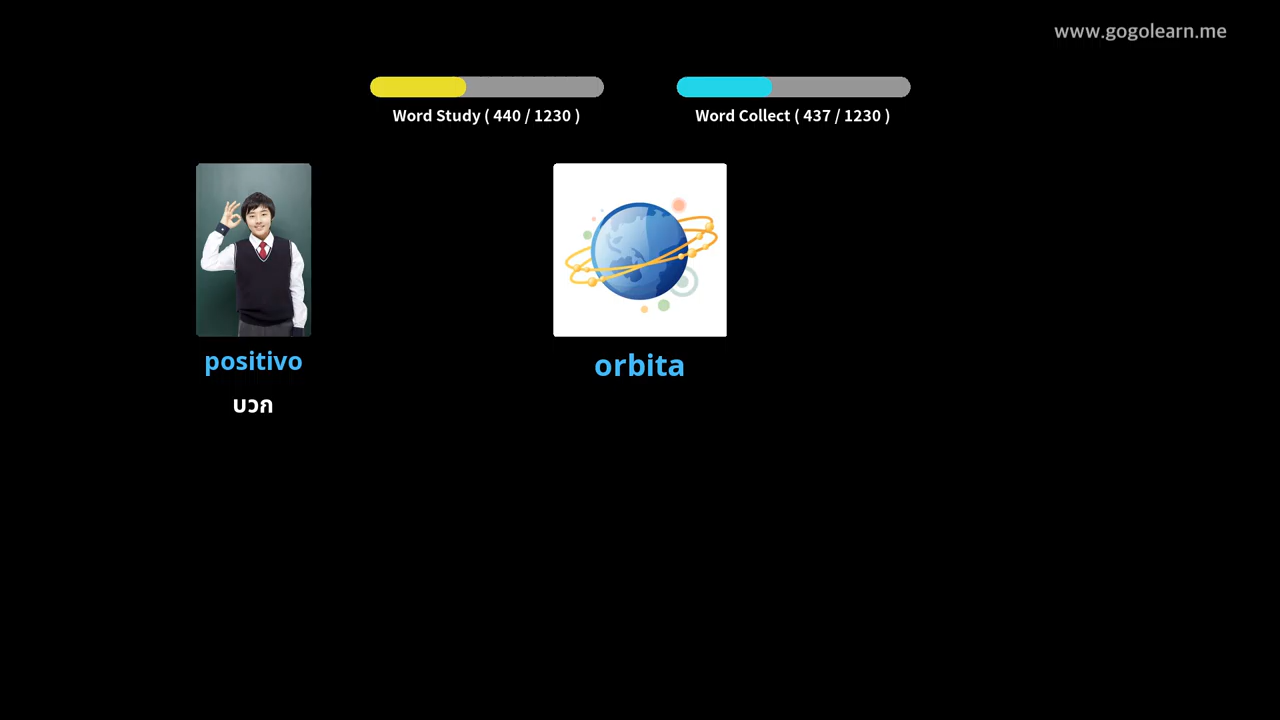 www.gogolearn.me
Word Study ( 440 / 1230 )
Word Collect ( 437 / 1230 )
positivo
บวก
orbita